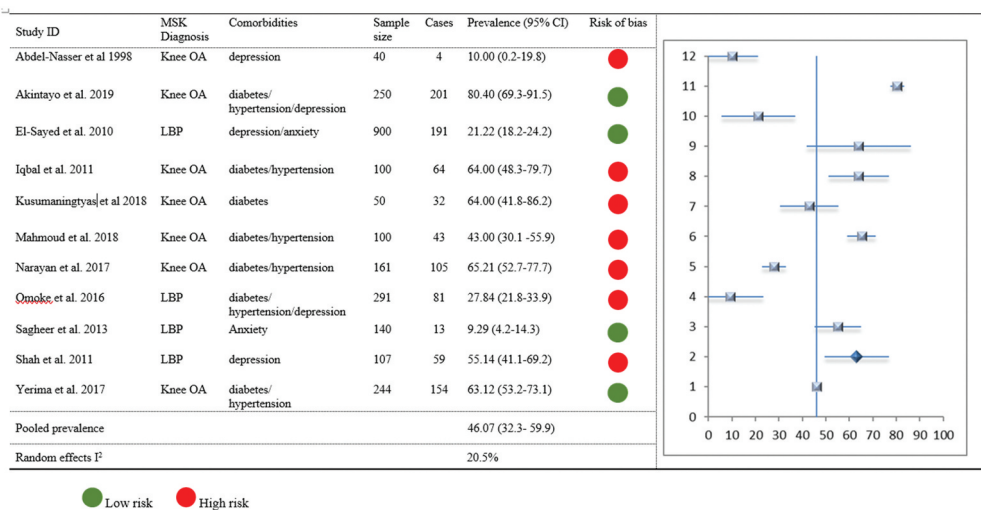 Study ID MSK Diagnosis Comorbidities Sample size Cases Prevalence (95% CI) Risk of bias
Abdel-Nasser et al 1998 Knee OA depression 40 4 10.00 (0.2-19.8)
Akintayo et al. 2019 Knee OA diabetes/ hypertension/depression 250 201 80.40 (69.3-91.5)
El-Sayed et al. 2010 LBP depression/anxiety 900 191 21.22 (18.2-24.2)
Iqbal et al. 2011 Knee OA diabetes/hypertension 100 64 64.00 (48.3-79.7)
Kusumaningtyas et al 2018 Knee OA diabetes 50 32 64.00 (41.8-86.2)
Mahmoud et al. 2018 Knee OA diabetes/hypertension 100 43 43.00 (30.1 -55.9)
Narayan et al. 2017 Knee OA diabetes/hypertension 161 105 65.21 (52.7-77.7)
Omoke et al. 2016 LBP diabetes/ hypertension/depression 291 81 27.84 (21.8-33.9)
Sagheer et al. 2013 LBP Anxiety 140 13 9.29 (4.2-14.3)
Shah et al. 2011 LBP depression 107 59 55.14 (41.1-69.2)
Yerima et al. 2017 Knee OA diabetes/ hypertension 244 154 63.12 (53.2-73.1)
Pooled prevalence 46.07 (32.3- 59.9)
Random effects I² 20.5%
12
11
10
9
8
7
6
5
4
3
2
1
0
0 10 20 30 40 50 60 70 80 90 100
Low risk High risk